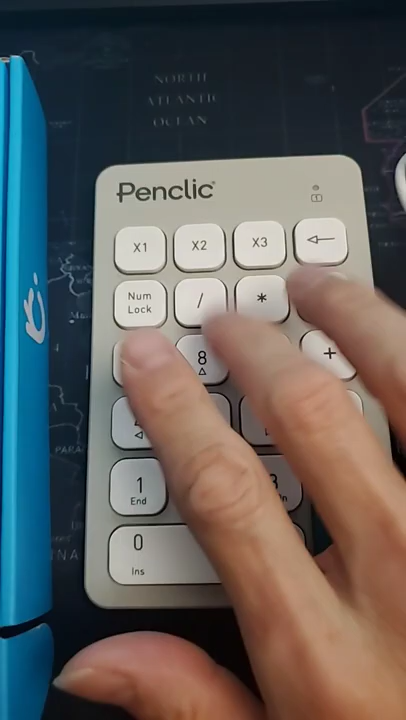 NORTH
ATLANTIC
OCEAN
Penclic
X1 X2 X3 ←
Num Lock / *
8 +
1 End
0 Ins